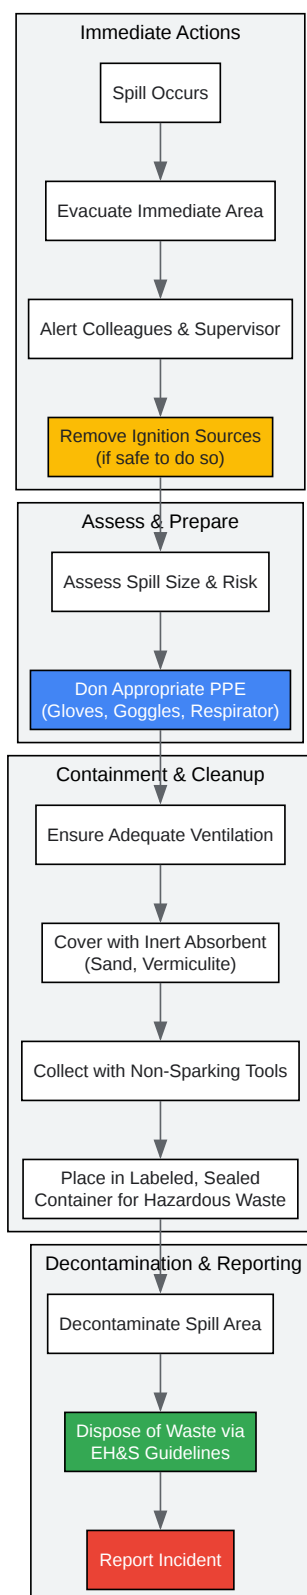 Immediate Actions
Spill Occurs
Evacuate Immediate Area
Alert Colleagues & Supervisor
Remove Ignition Sources
(if safe to do so)
Assess & Prepare
Assess Spill Size & Risk
Don Appropriate PPE
(Gloves, Goggles, Respirator)
Containment & Cleanup
Ensure Adequate Ventilation
Cover with Inert Absorbent
(Sand, Vermiculite)
Collect with Non-Sparking Tools
Place in Labeled, Sealed
Container for Hazardous Waste
Decontamination & Reporting
Decontaminate Spill Area
Dispose of Waste via
EH&S Guidelines
Report Incident